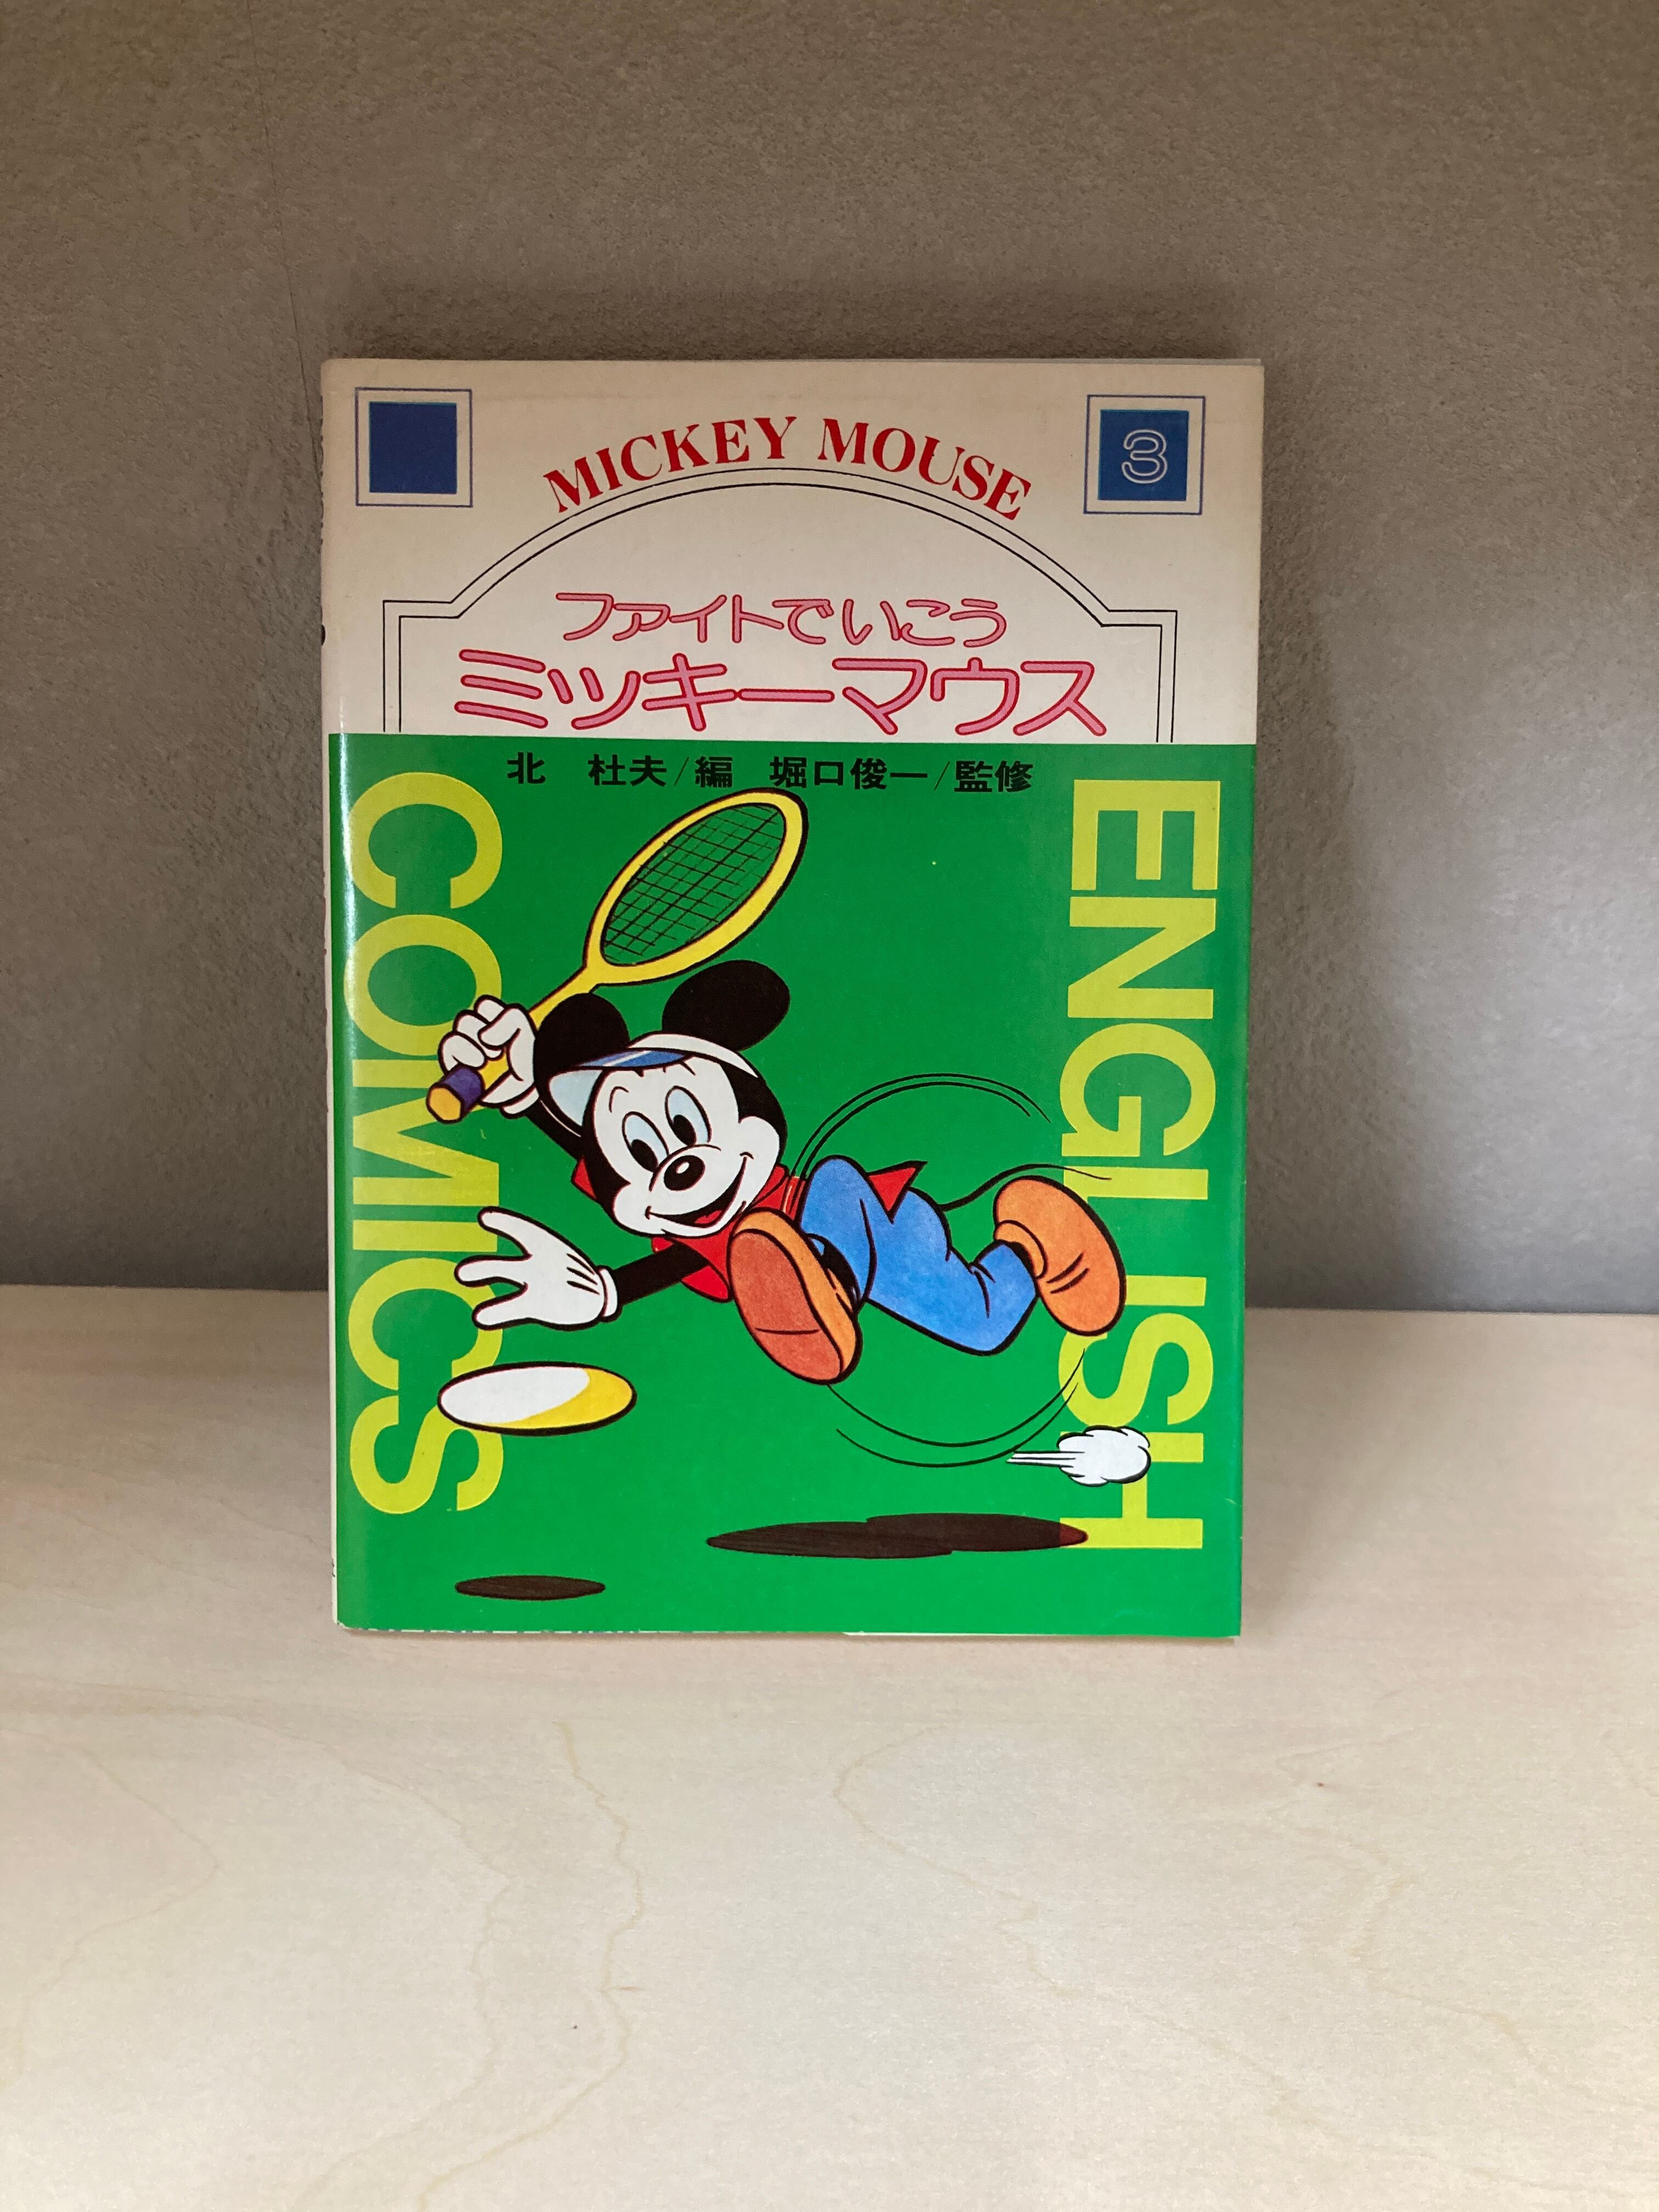 MICKEY MOUSE
3
ファイトでいこう
ミッキーマウス
北 杜夫/編 堀口俊一/監修
ENGLISH
COMICS